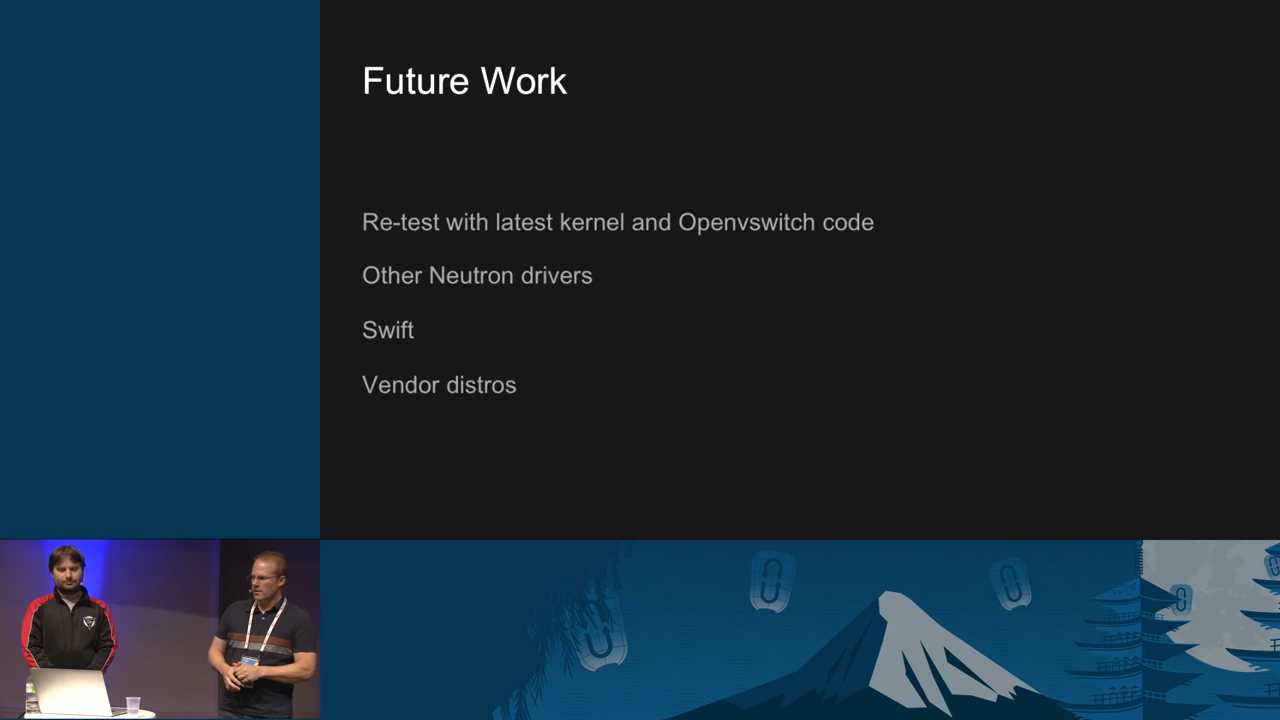 Future Work
Re-test with latest kernel and Openvswitch code
Other Neutron drivers
Swift
Vendor distros